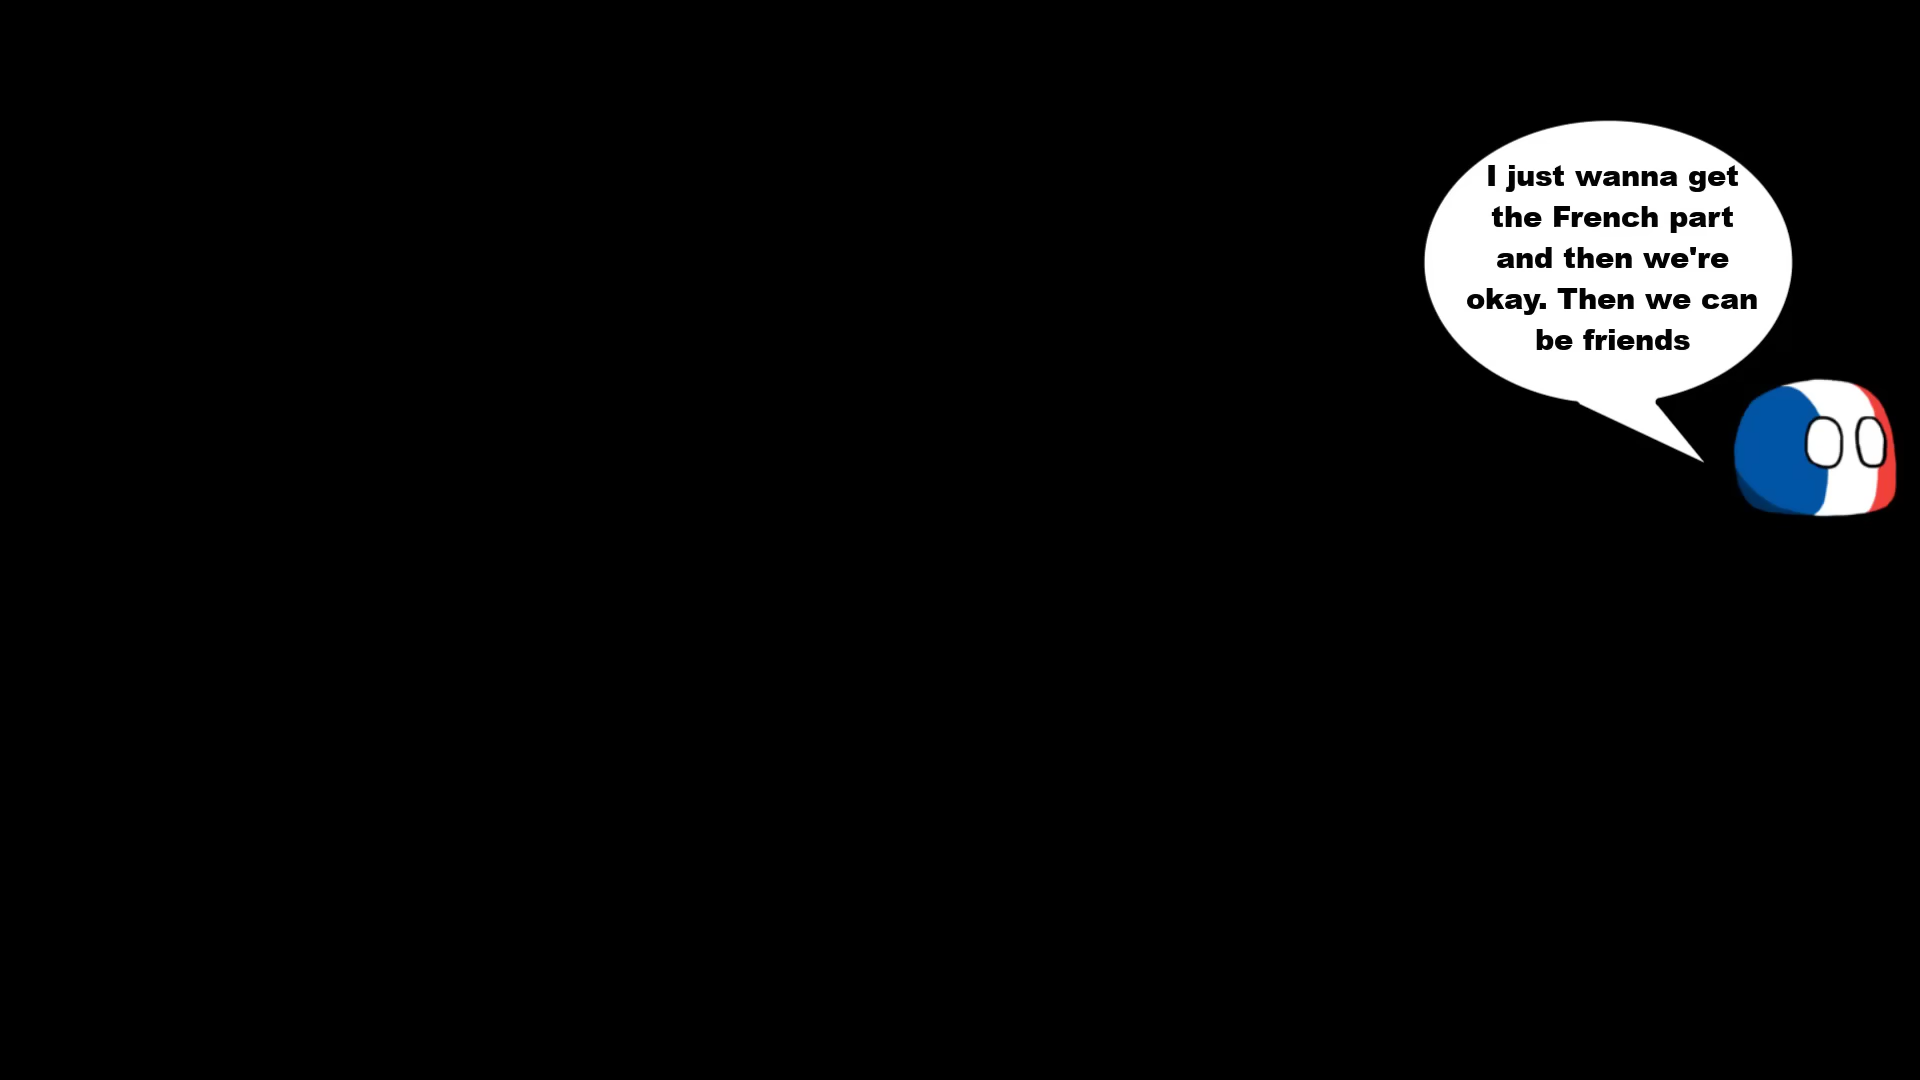 I just wanna get
the French part
and then we're
okay. Then we can
be friends